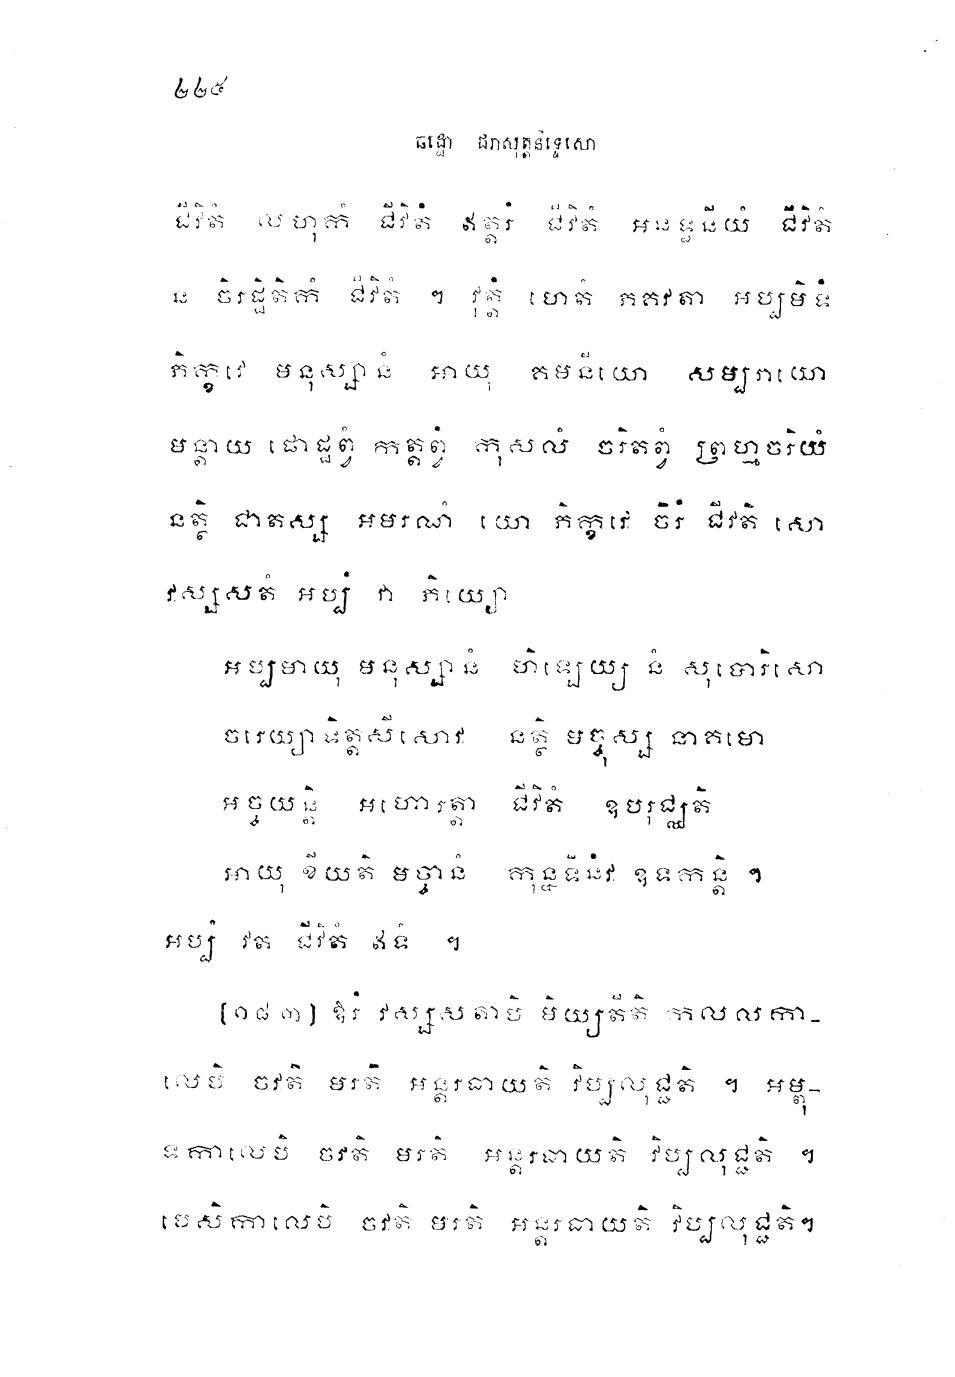 ២២៥
ឆដ្ឋោ ជរាសុត្តនិទ្ទេសោ
ជីវិតំ លហុកំ ជីវិតំ ឥត្តរំ ជីវិតំ អនទ្ធនីយំ ជីវិតំ
ន ចិរដ្ឋិតិកំ ជីវិតំ ។ វុត្តំ ហេតំ ភគវតា អប្បមិទំ
ភិក្ខវេ មនុស្សានំ អាយុ គមនីយោ សម្បរាយោ
មន្តាយ ផោដ្ឋព្វំ កត្តព្វំ កុសលំ ចរិតព្វំ ព្រហ្មចរិយំ
នត្ថិ ជាតស្ស អមរណំ យោ ភិក្ខវេ ចិរំ ជីវតិ សោ
វស្សសតំ អប្បំ វា ភិយ្យោ
អប្បមាយុ មនុស្សានំ ហិឡេយ្យ នំ សុបោរិសោ
ចរេយ្យាទិត្តសីសោវ នត្ថិ មច្ចុស្ស នាគមោ
អច្ចយន្តិ អហោរត្តា ជីវិតំ ឧបរុជ្ឈតិ
អាយុ ខីយតិ មច្ចានំ កុន្នទីនំវ ឧទកន្តិ ។
អប្បំ វត ជីវិតំ ឥទំ ។
[១៨៣] ឱរំ វស្សសតាបិ មិយ្យតីតិ កលលកា-
លេបិ ចវតិ មរតិ អន្តរធាយតិ វិប្បលុជ្ជតិ ។ អម្ពុ-
ទកាលេបិ ចវតិ មរតិ អន្តរធាយតិ វិប្បលុជ្ជតិ ។
បេសិកាលេបិ ចវតិ មរតិ អន្តរធាយតិ វិប្បលុជ្ជតិ។